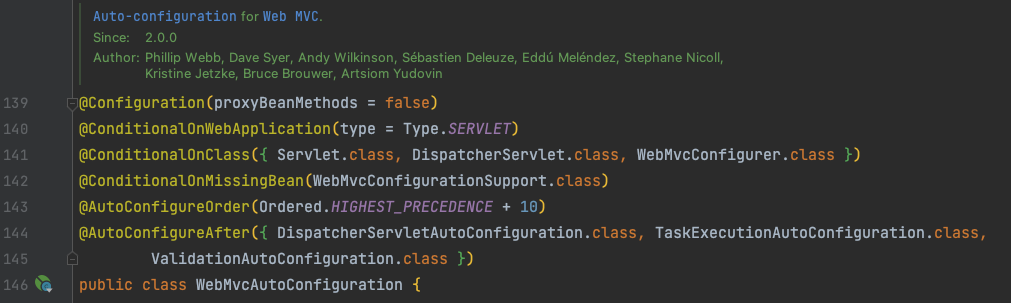 Auto-configuration for Web MVC.
Since: 2.0.0
Author: Phillip Webb, Dave Syer, Andy Wilkinson, Sébastien Deleuze, Eddú Meléndez, Stephane Nicoll,
Kristine Jetzke, Bruce Brouwer, Artsiom Yudovin
139 @Configuration(proxyBeanMethods = false)
140 @ConditionalOnWebApplication(type = Type.SERVLET)
141 @ConditionalOnClass({ Servlet.class, DispatcherServlet.class, WebMvcConfigurer.class })
142 @ConditionalOnMissingBean(WebMvcConfigurationSupport.class)
143 @AutoConfigureOrder(Ordered.HIGHEST_PRECEDENCE + 10)
144 @AutoConfigureAfter({ DispatcherServletAutoConfiguration.class, TaskExecutionAutoConfiguration.class,
145 ValidationAutoConfiguration.class })
146 public class WebMvcAutoConfiguration {